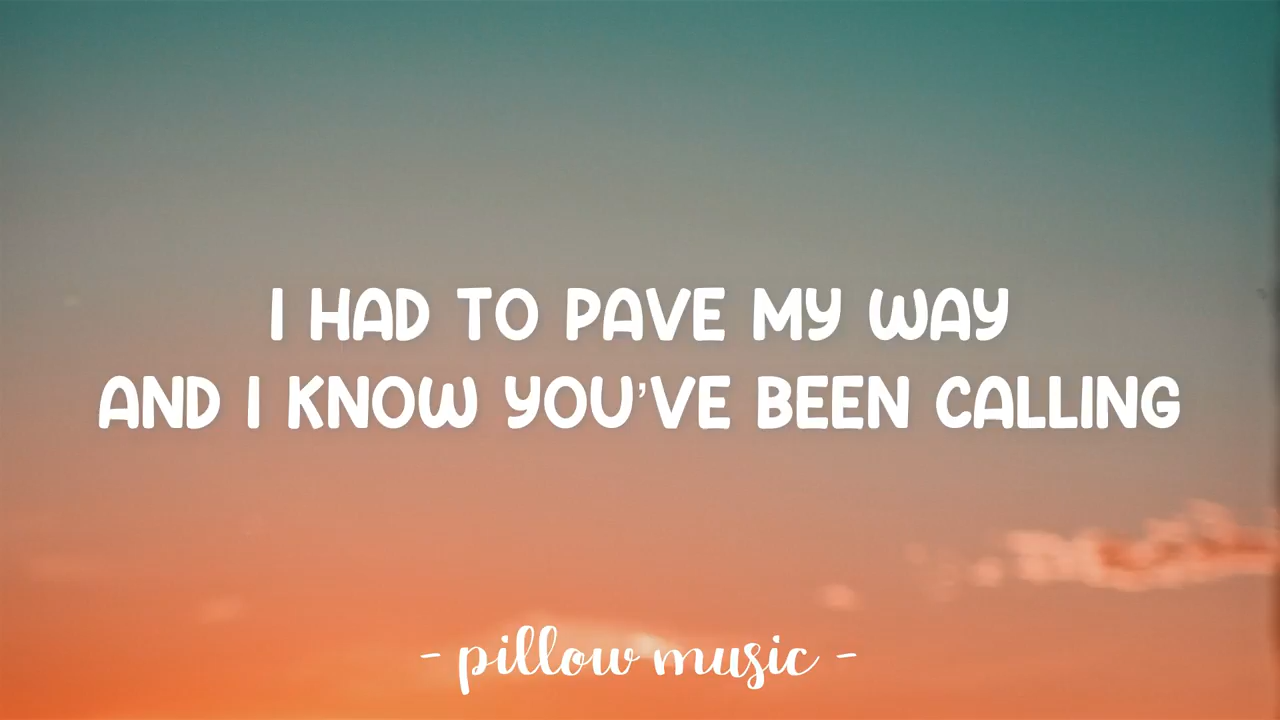 I HAD TO PAVE MY WAY
AND I KNOW YOU'VE BEEN CALLING
- pillow music -